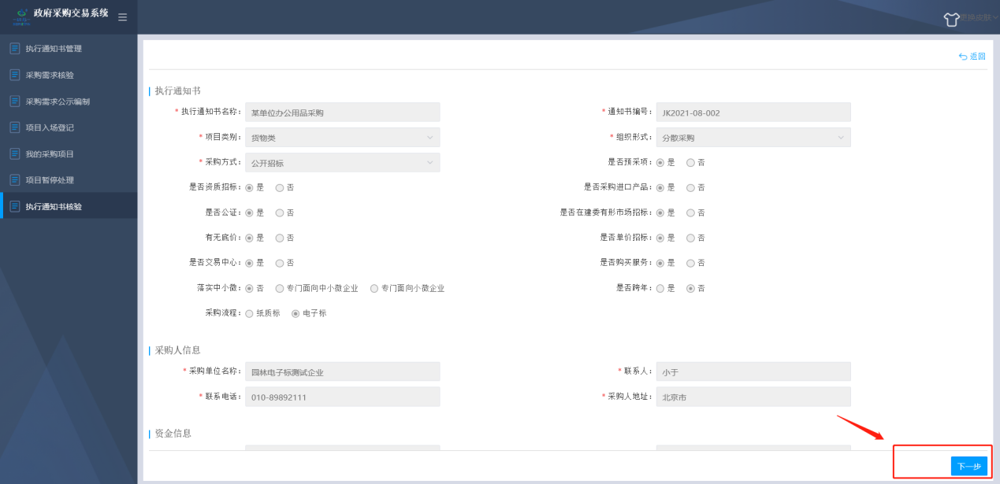 政府采购交易系统
更换皮肤
执行通知书管理
采购需求核验
采购需求公示编制
项目入场登记
我的采购项目
项目暂停处理
执行通知书核验
返回
执行通知书
* 执行通知书名称: 某单位办公用品采购 * 通知书编号: JK2021-08-002
* 项目类别: 货物类 * 组织形式: 分散采购
* 采购方式: 公开招标 是否预采项: 是 否
是否资质招标: 是 否 是否采购进口产品: 是 否
是否公证: 是 否 是否在建委有形市场招标: 是 否
有无底价: 是 否 是否单价招标: 是 否
是否交易中心: 是 否 是否购买服务: 是 否
落实中小微: 否 专门面向中小微企业 专门面向小微企业 是否跨年: 是 否
采购流程: 纸质标 电子标
采购人信息
* 采购单位名称: 园林电子标测试企业 * 联系人: 小于
* 联系电话: 010-89892111 * 采购人地址: 北京市
资金信息
下一步